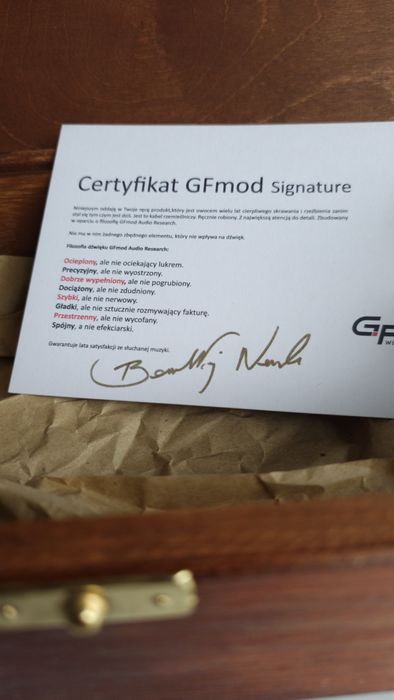 Certyfikat GFmod Signature
Niniejszym oddaję w Twoje ręce produkt,który jest owocem wielu lat cierpliwego skrawania i rzeźbienia zanim
stał się tym czym jest dziś. Jest to kabel rzemieślniczy. Ręcznie robiony. Z największą atencją do detali. Zbudowany
w oparciu o filozofię GFmod Audio Research.
Nie ma w nim żadnego zbędnego elementu, który nie wpływa na dźwięk.
Filozofia dźwięku GFmod Audio Research:
Ocieplony, ale nie ociekający lukrem.
Precyzyjny, ale nie wyostrzony.
Dobrze wypełniony, ale nie pogrubiony.
Dociążony, ale nie zdudniony.
Szybki, ale nie nerwowy.
Gładki, ale nie sztucznie rozmywający fakturę.
Przestrzenny, ale nie wycofany.
Spójny, a nie efekciarski.
Gwarantuje lata satysfakcji ze słuchanej muzyki.